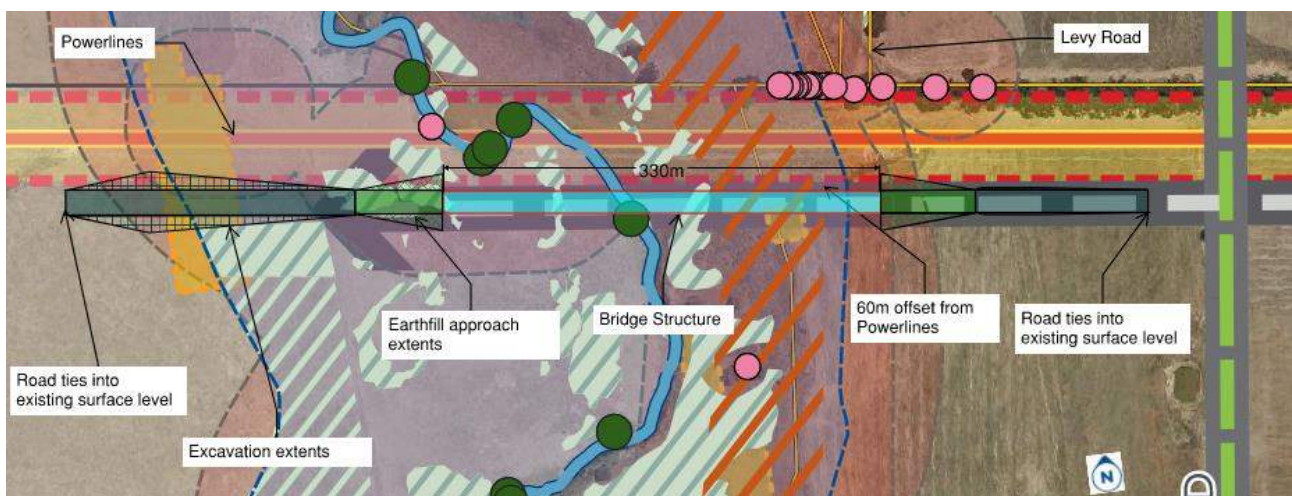 Powerlines
Levy Road
330m
Earthfill approach
extents
Bridge Structure
60m offset from
Powerlines
Road ties into
existing surface level
Road ties into
existing surface level
Excavation extents
N
D